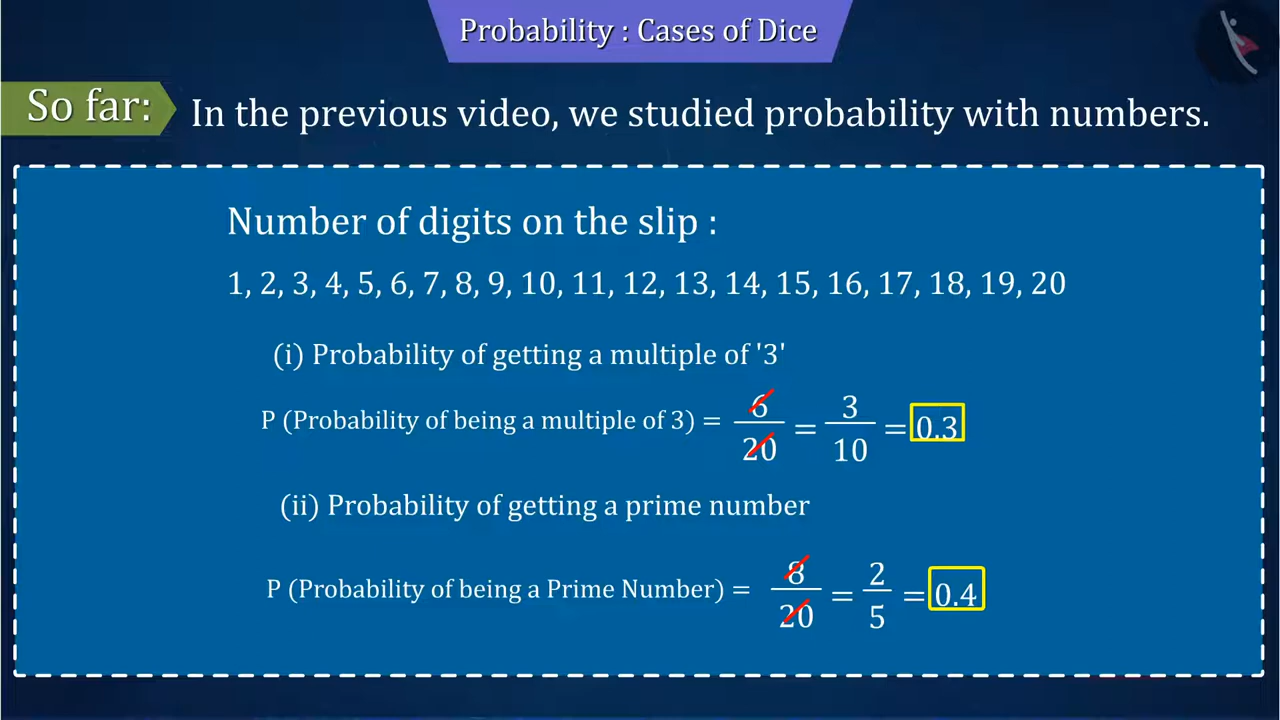 Probability : Cases of Dice
So far:
In the previous video, we studied probability with numbers.
Number of digits on the slip :
1, 2, 3, 4, 5, 6, 7, 8, 9, 10, 11, 12, 13, 14, 15, 16, 17, 18, 19, 20
(i) Probability of getting a multiple of '3'
P (Probability of being a multiple of 3) = 6/20 = 3/10 = 0.3
(ii) Probability of getting a prime number
P (Probability of being a Prime Number) = 8/20 = 2/5 = 0.4